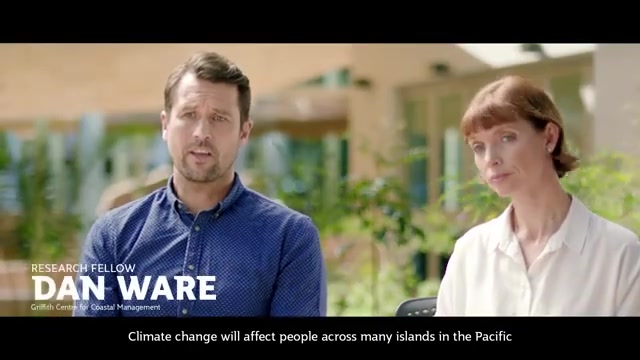 RESEARCH FELLOW
DAN WARE
Griffith Centre for Coastal Management
Climate change will affect people across many islands in the Pacific